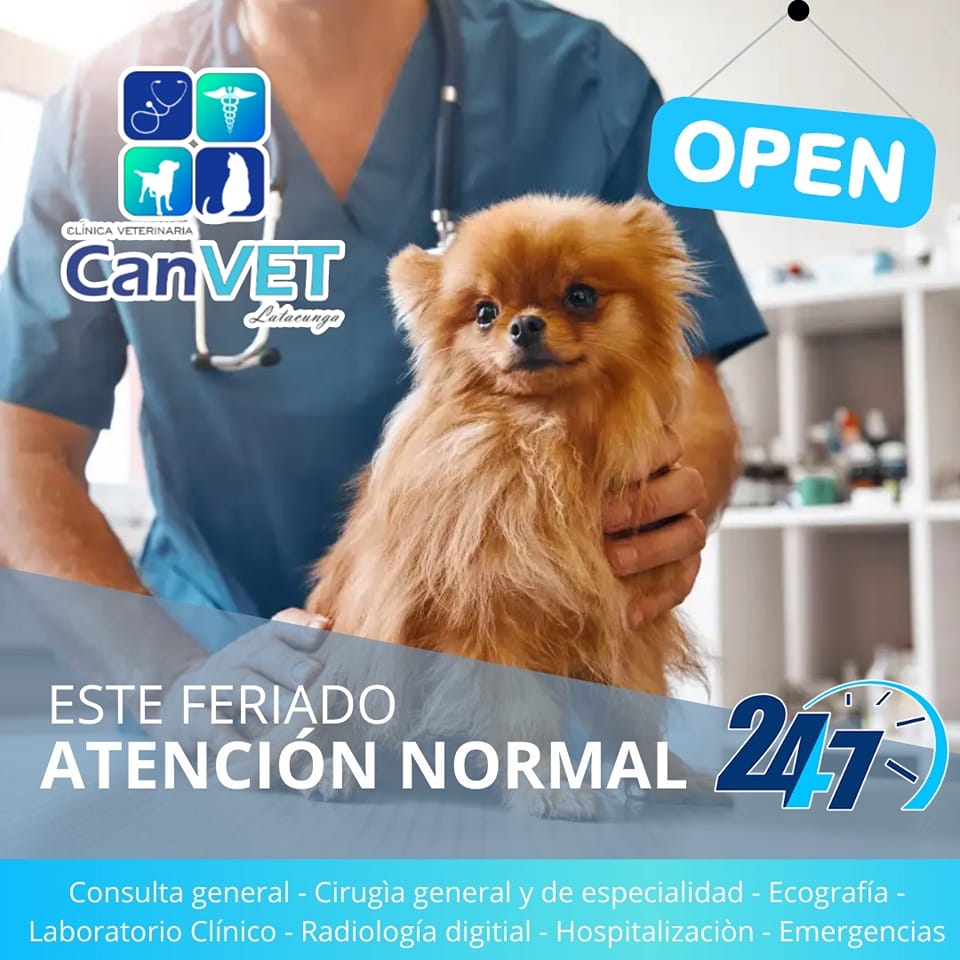 CLÍNICA VETERINARIA
CanVET
Latacunga
OPEN
ESTE FERIADO
ATENCIÓN NORMAL
24/7
Consulta general - Cirugìa general y de especialidad - Ecografía -
Laboratorio Clínico - Radiología digitial - Hospitalizaciòn - Emergencias